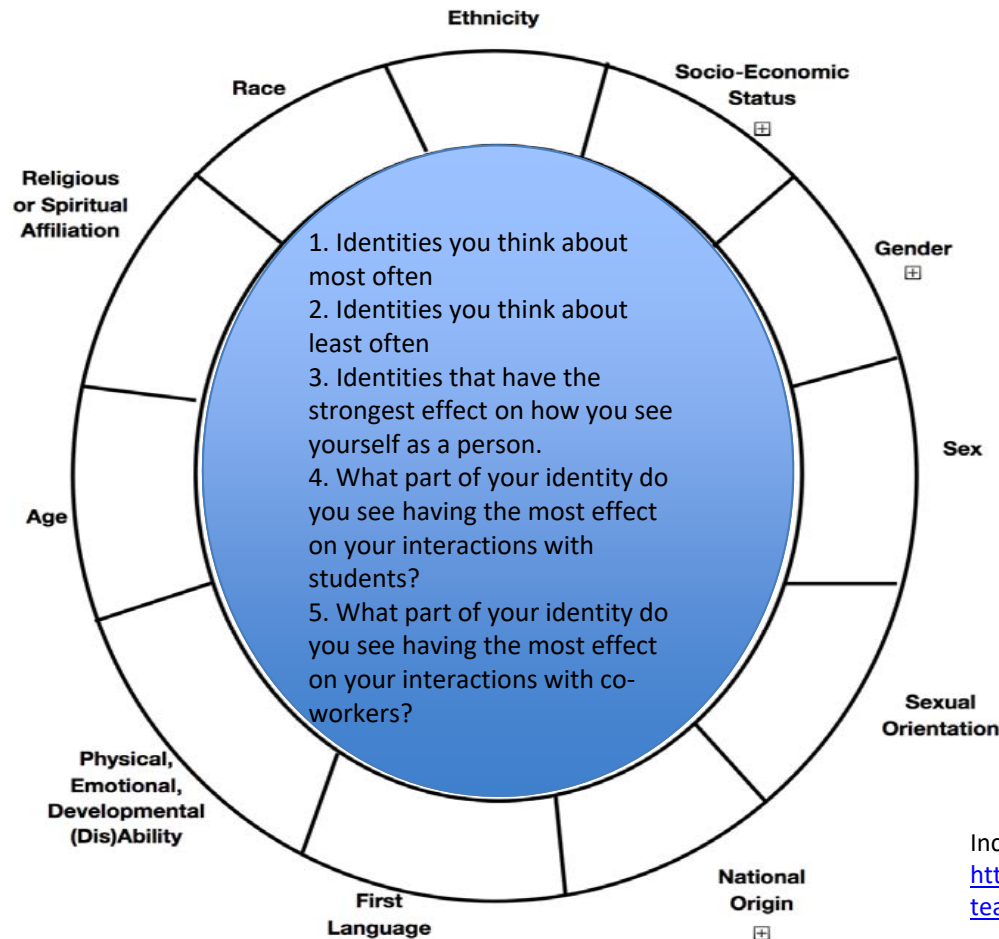 Ethnicity
Socio-Economic
Status
Race
Religious
or Spiritual
Affiliation
Gender
1. Identities you think about
most often
2. Identities you think about
least often
3. Identities that have the
strongest effect on how you see
yourself as a person.
4. What part of your identity do
you see having the most effect
on your interactions with
students?
5. What part of your identity do
you see having the most effect
on your interactions with co-
workers?
Sex
Age
Sexual
Orientation
Physical,
Emotional,
Developmental
(Dis)Ability
First
Language
National
Origin